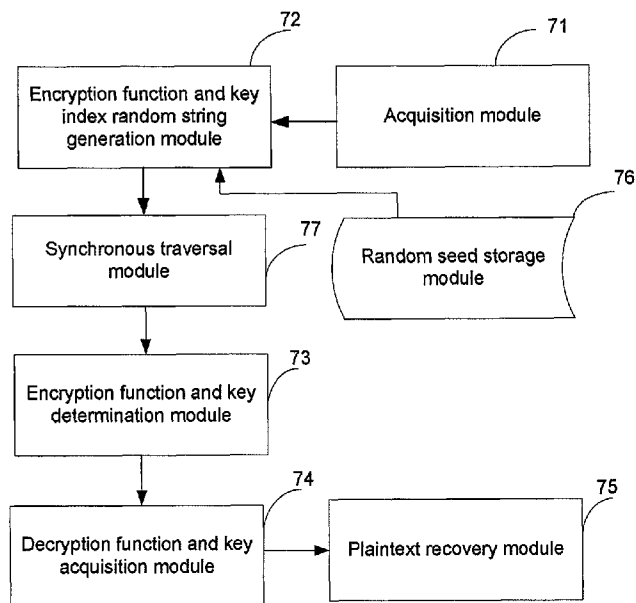 72
71
Encryption function and key
index random string
generation module
Acquisition module
76
Synchronous traversal
module
77
Random seed storage
module
73
Encryption function and key
determination module
74
75
Decryption function and key
acquisition module
Plaintext recovery module